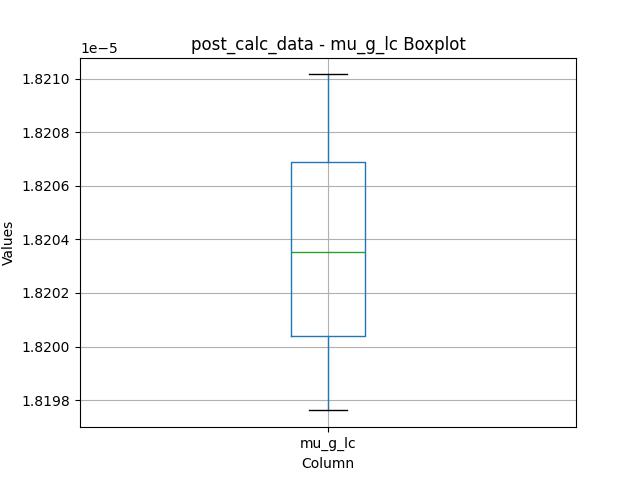 post_calc_data - mu_g_lc Boxplot
1e−5
1.8210
1.8208
1.8206
1.8204
1.8202
1.8200
1.8198
Values
mu_g_lc
Column